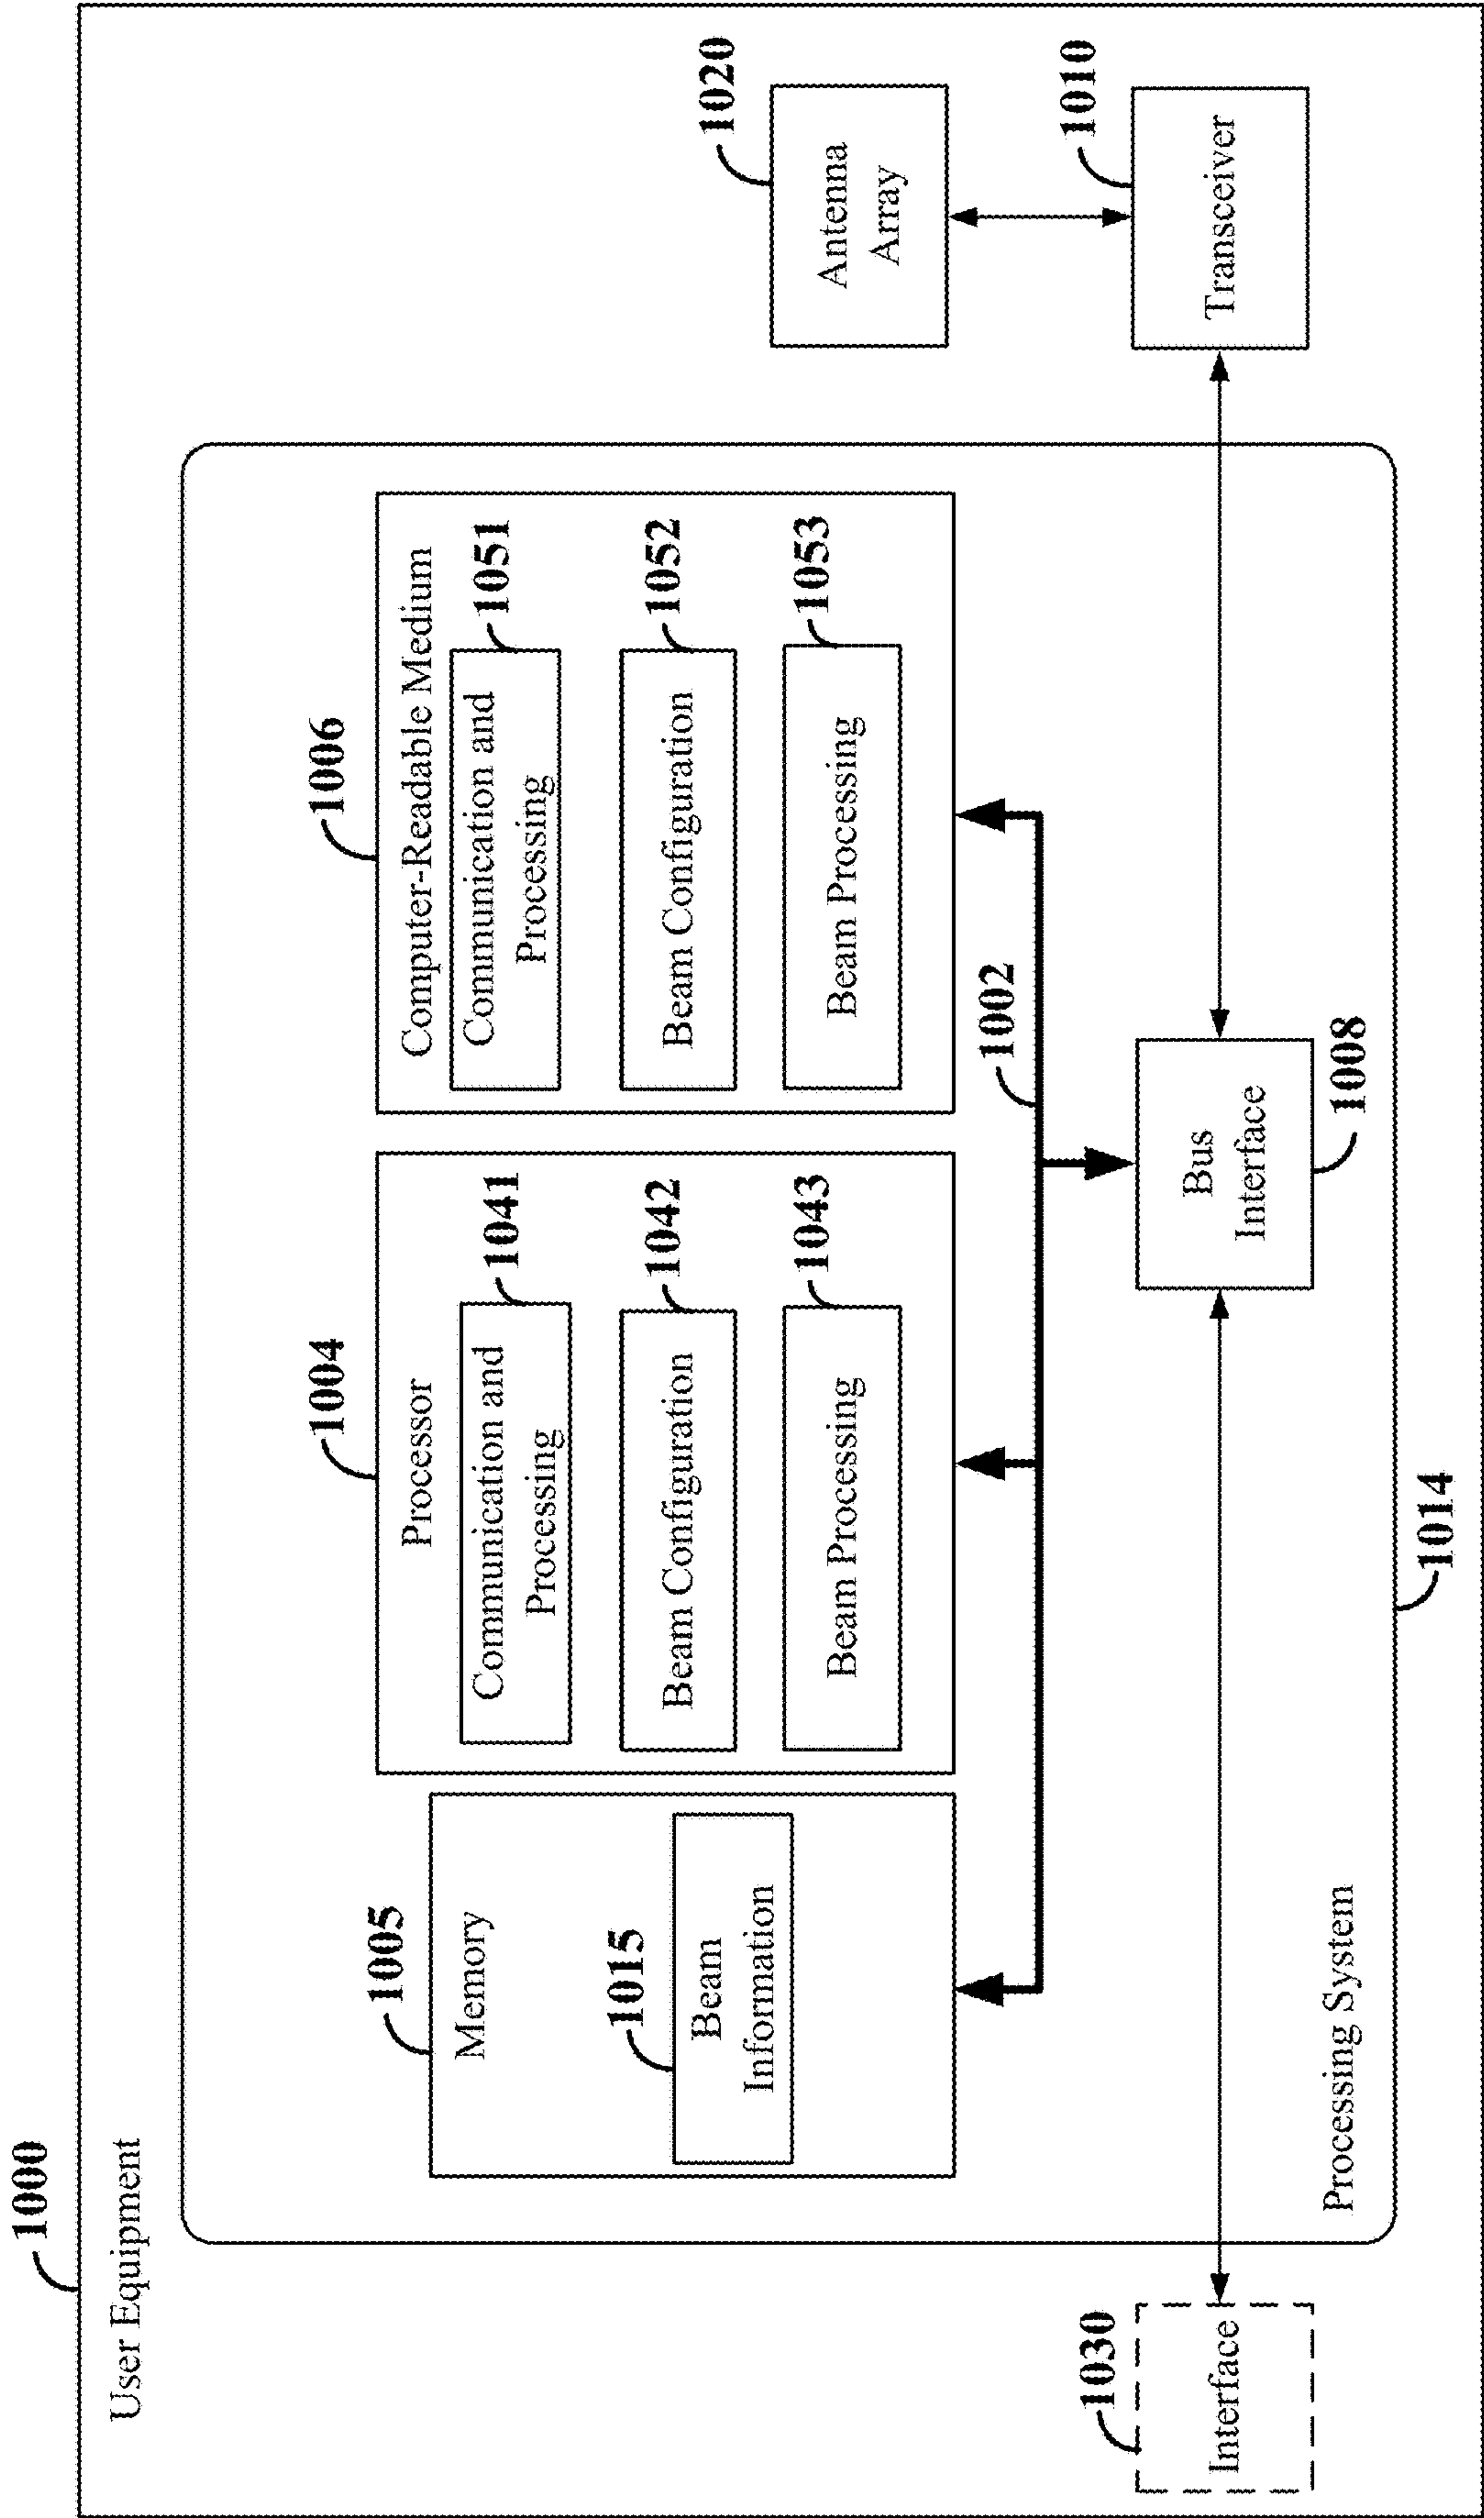 1000
User Equipment
1005
Memory
1015
Beam
Information
1004
Processor
1041
Communication and
Processing
1042
Beam Configuration
1043
Beam Processing
1006
Computer-Readable Medium
1051
Communication and
Processing
1052
Beam Configuration
1053
Beam Processing
1020
Antenna
Array
1002
1030
Interface
Bus
Interface
1008
1010
Transceiver
Processing System
1014